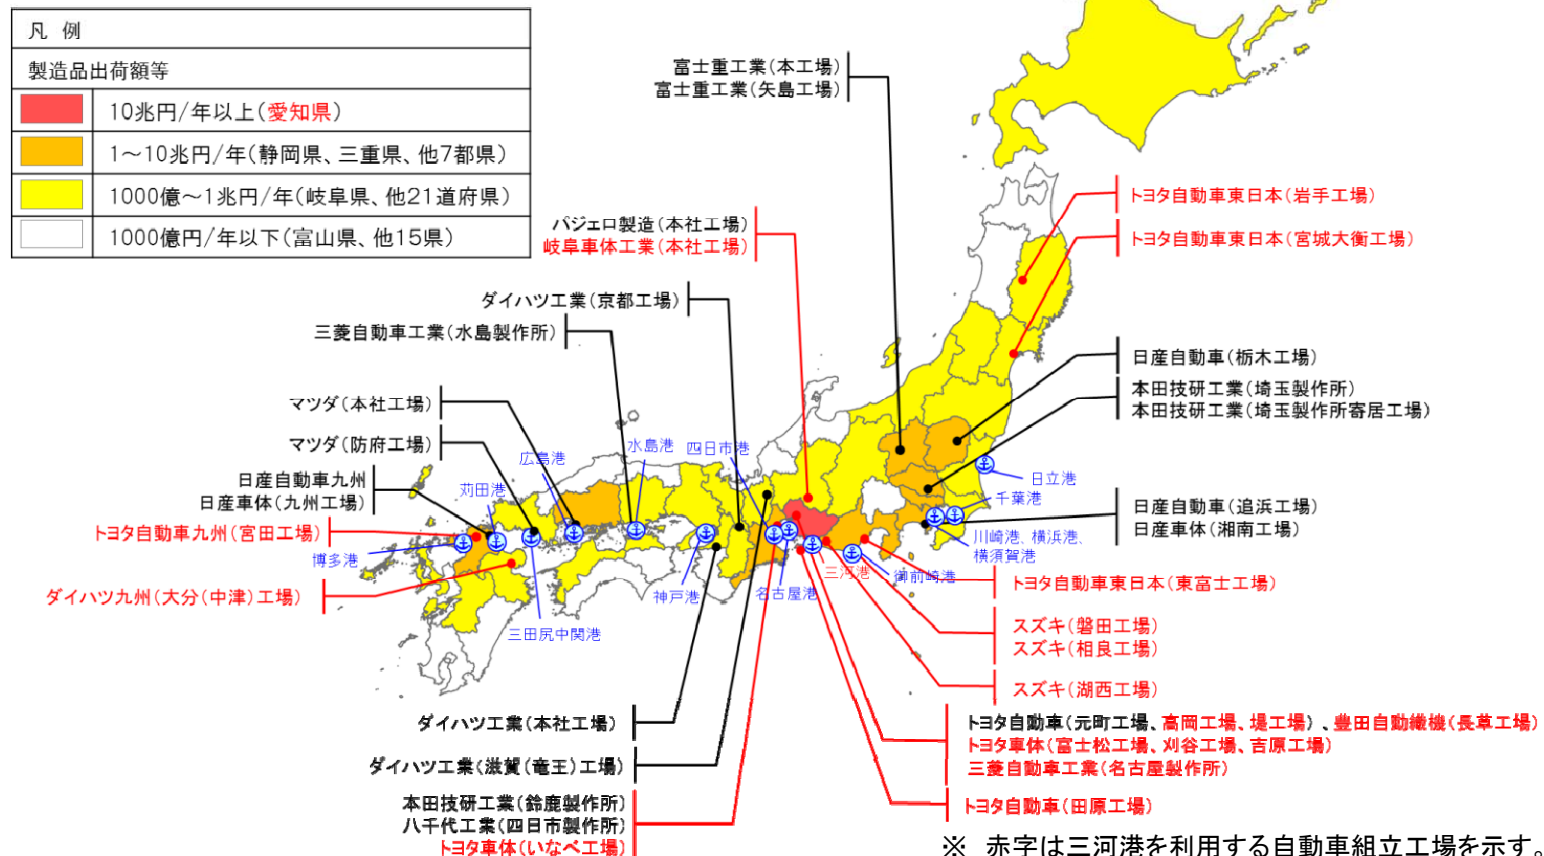 凡 例
製造品出荷額等
10兆円/年以上(愛知県)
1～10兆円/年(静岡県、三重県、他7都県)
1000億～1兆円/年(岐阜県、他21道府県)
1000億円/年以下(富山県、他15県)
富士重工業(本工場)
富士重工業(矢島工場)
パジェロ製造(本社工場)
岐阜車体工業(本社工場)
ダイハツ工業(京都工場)
三菱自動車工業(水島製作所)
マツダ(本社工場)
マツダ(防府工場)
日産自動車九州
日産車体(九州工場)
トヨタ自動車九州(宮田工場)
ダイハツ九州(大分(中津)工場)
トヨタ自動車東日本(岩手工場)
トヨタ自動車東日本(宮城大衡工場)
日産自動車(栃木工場)
本田技研工業(埼玉製作所)
本田技研工業(埼玉製作所寄居工場)
日産自動車(追浜工場)
日産車体(湘南工場)
広島港
水島港
四日市港
苅田港
博多港
三田尻中関港
神戸港
名古屋港
三河港
御前崎港
日立港
千葉港
川崎港、横浜港、
横須賀港
トヨタ自動車東日本(東富士工場)
スズキ(磐田工場)
スズキ(相良工場)
スズキ(湖西工場)
トヨタ自動車(元町工場、高岡工場、堤工場)、豊田自動織機(長草工場)
トヨタ車体(富士松工場、刈谷工場、吉原工場)
三菱自動車工業(名古屋製作所)
トヨタ自動車(田原工場)
ダイハツ工業(本社工場)
ダイハツ工業(滋賀(竜王)工場)
本田技研工業(鈴鹿製作所)
八千代工業(四日市製作所)
トヨタ車体(いなべ工場)
※ 赤字は三河港を利用する自動車組立工場を示す。